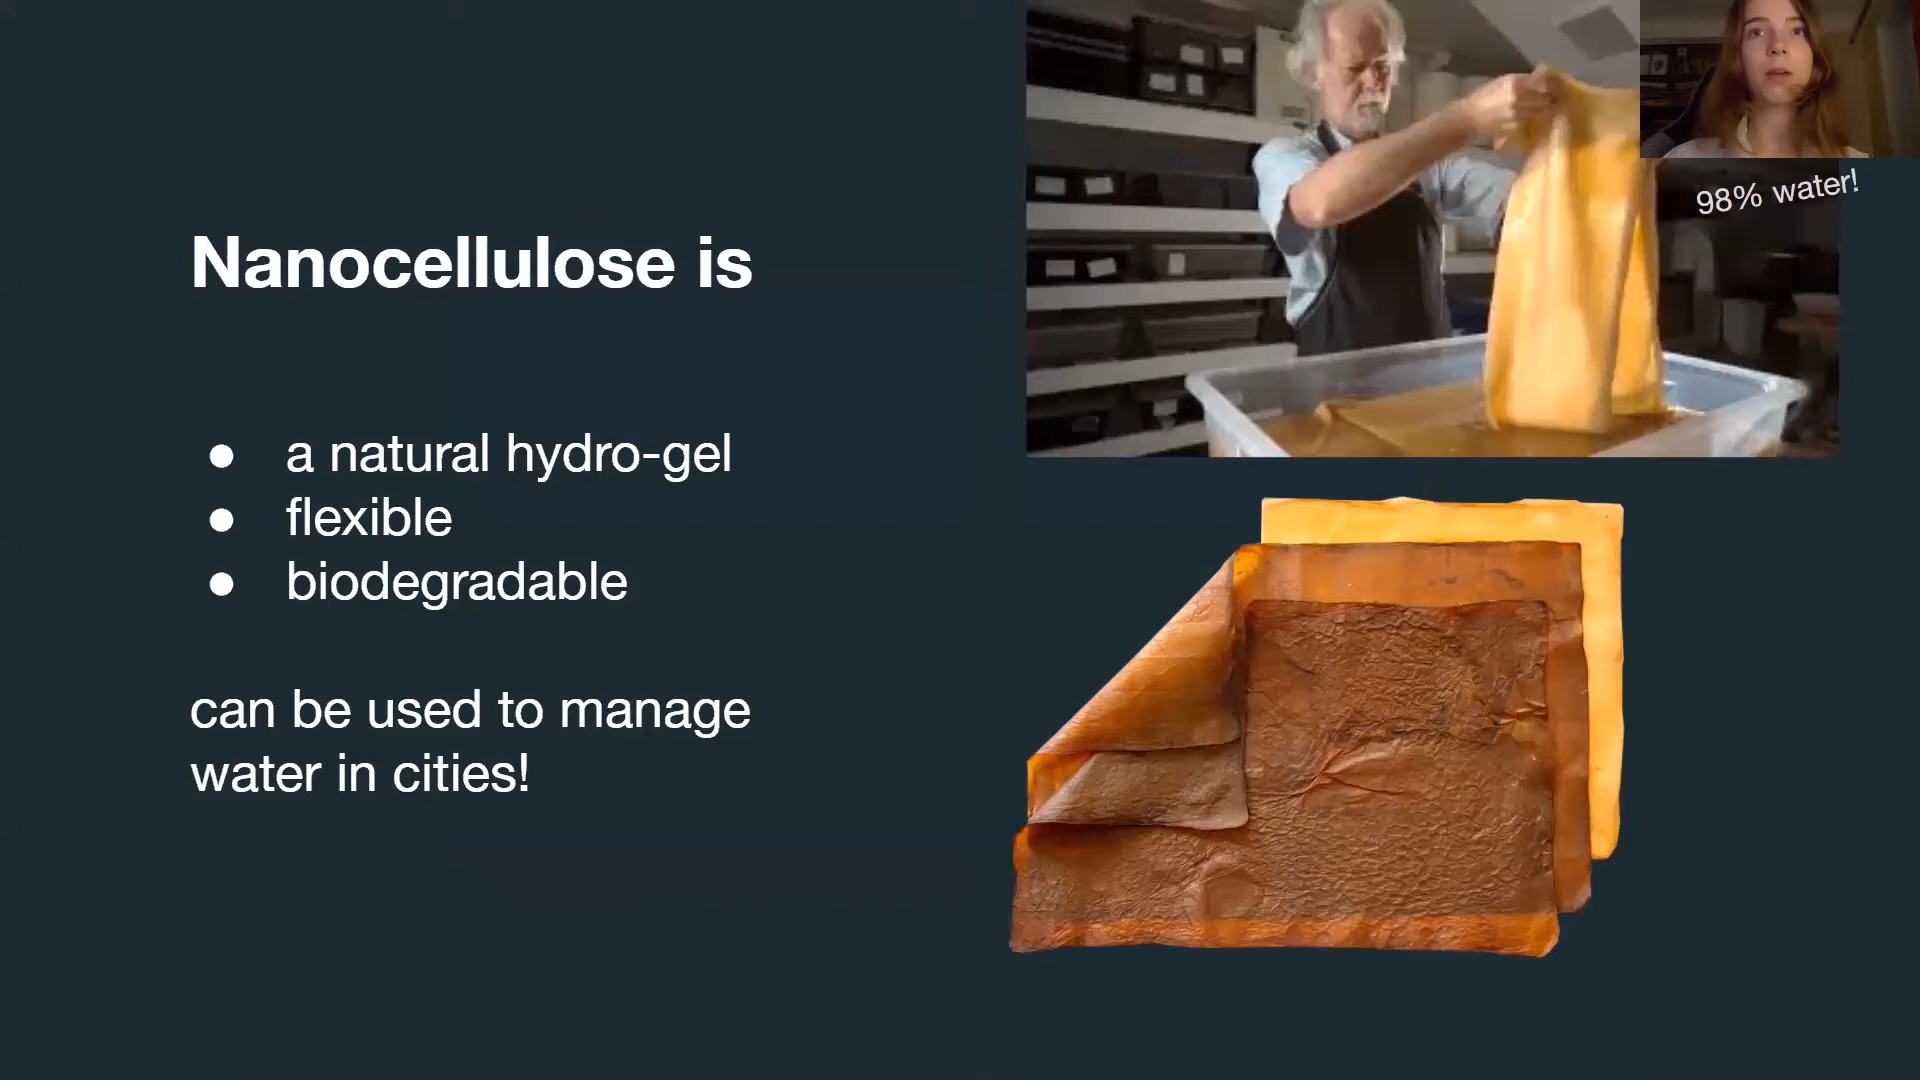 98% water!
Nanocellulose is
● a natural hydro-gel
● flexible
● biodegradable
can be used to manage
water in cities!